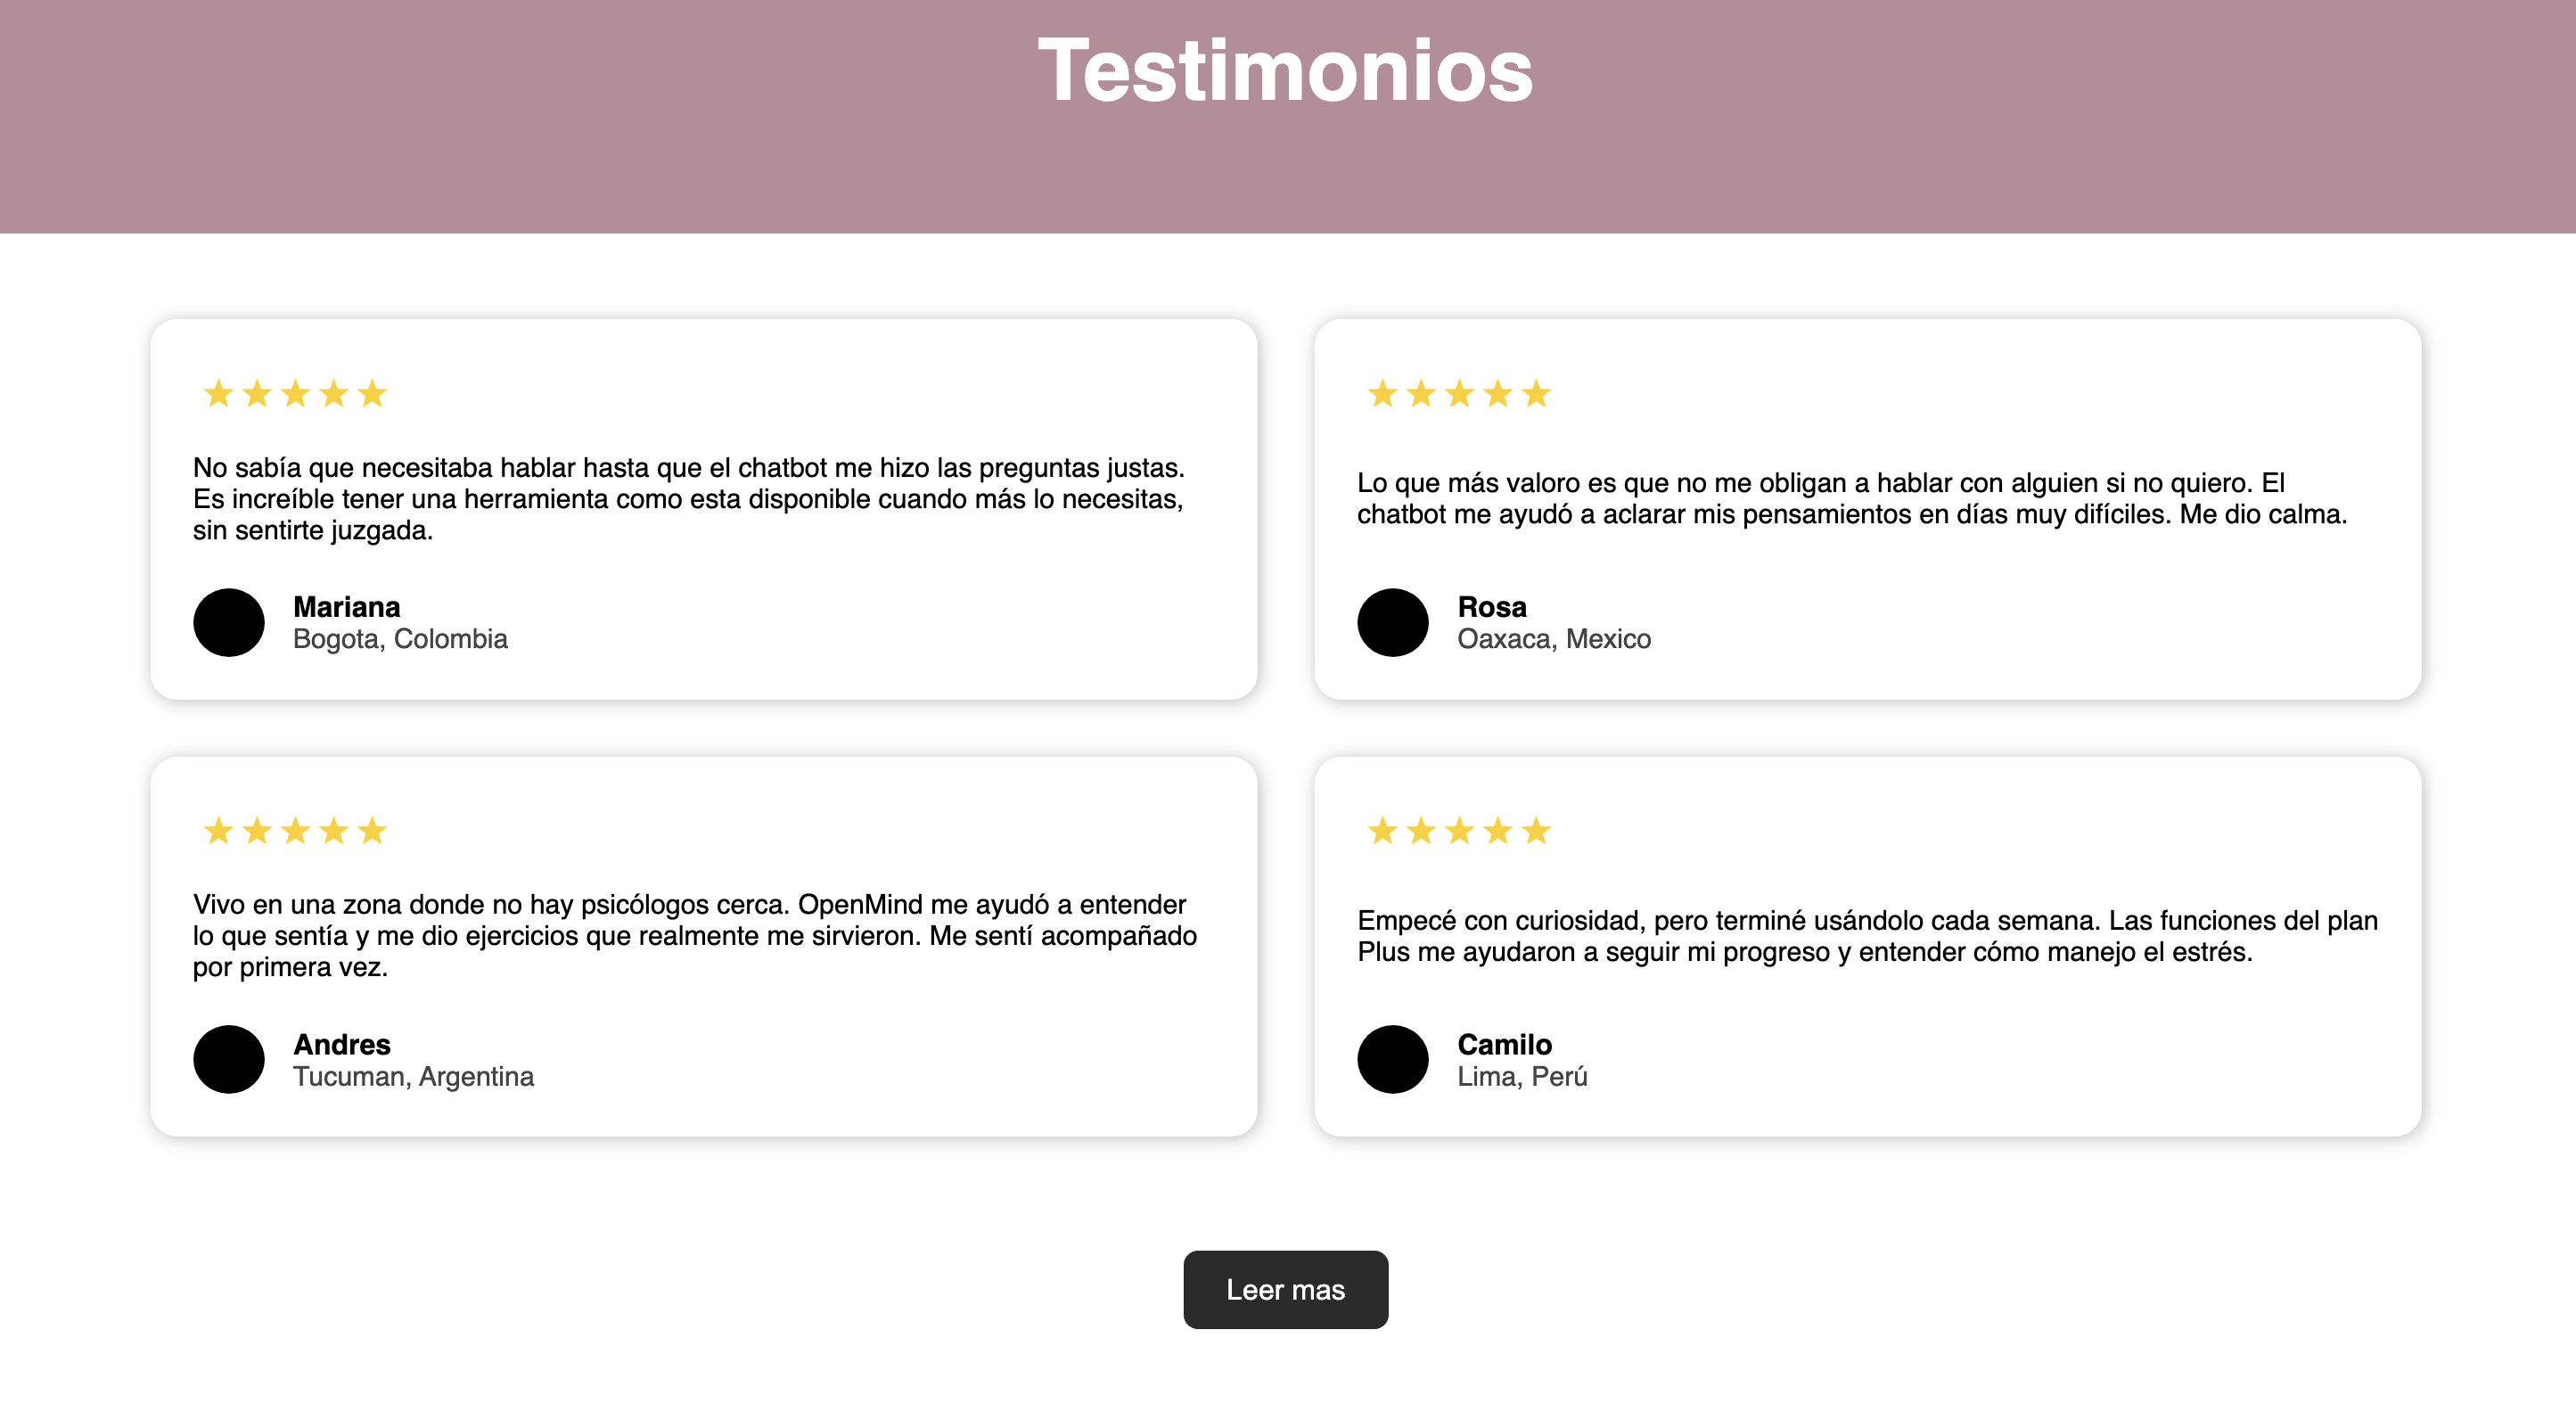 Testimonios
No sabía que necesitaba hablar hasta que el chatbot me hizo las preguntas justas.
Es increíble tener una herramienta como esta disponible cuando más lo necesitas,
sin sentirte juzgada.
Mariana
Bogota, Colombia
Lo que más valoro es que no me obligan a hablar con alguien si no quiero. El
chatbot me ayudó a aclarar mis pensamientos en días muy difíciles. Me dio calma.
Rosa
Oaxaca, Mexico
Vivo en una zona donde no hay psicólogos cerca. OpenMind me ayudó a entender
lo que sentía y me dio ejercicios que realmente me sirvieron. Me sentí acompañado
por primera vez.
Andres
Tucuman, Argentina
Empecé con curiosidad, pero terminé usándolo cada semana. Las funciones del plan
Plus me ayudaron a seguir mi progreso y entender cómo manejo el estrés.
Camilo
Lima, Perú
Leer mas